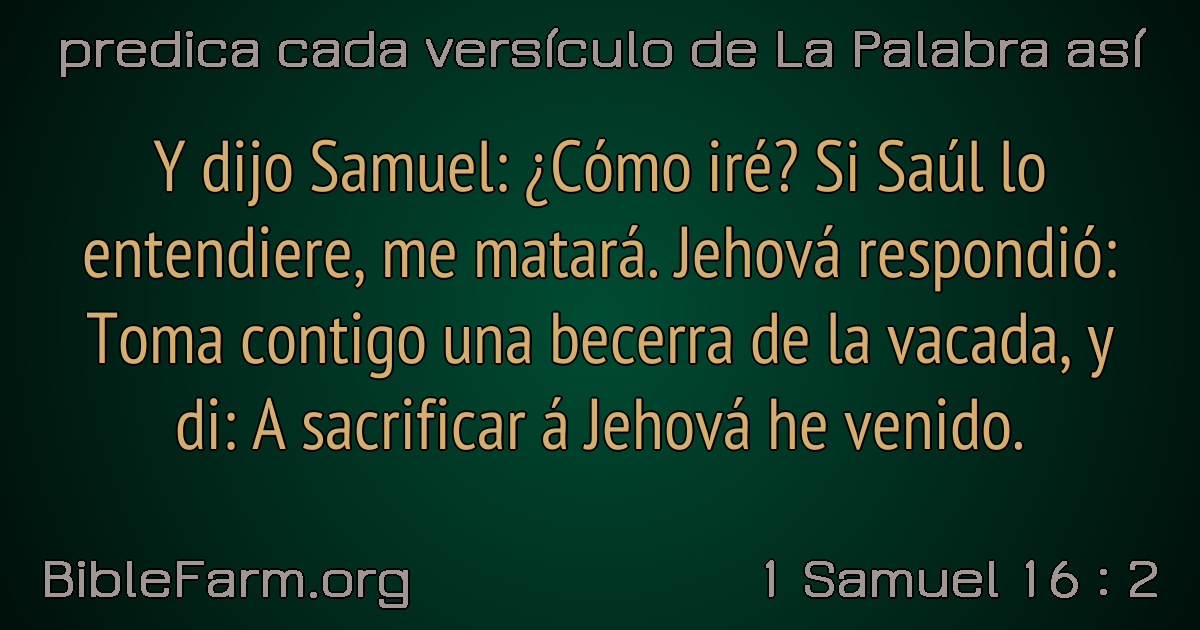 predica cada versículo de La Palabra así
Y dijo Samuel: ¿Cómo iré? Si Saúl lo
entendiere, me matará. Jehová respondió:
Toma contigo una becerra de la vacada, y
di: A sacrificar á Jehová he venido.
BibleFarm.org
1 Samuel 16 : 2